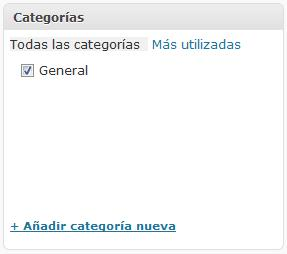 Categorías
Todas las categorías Más utilizadas
General
+ Añadir categoría nueva